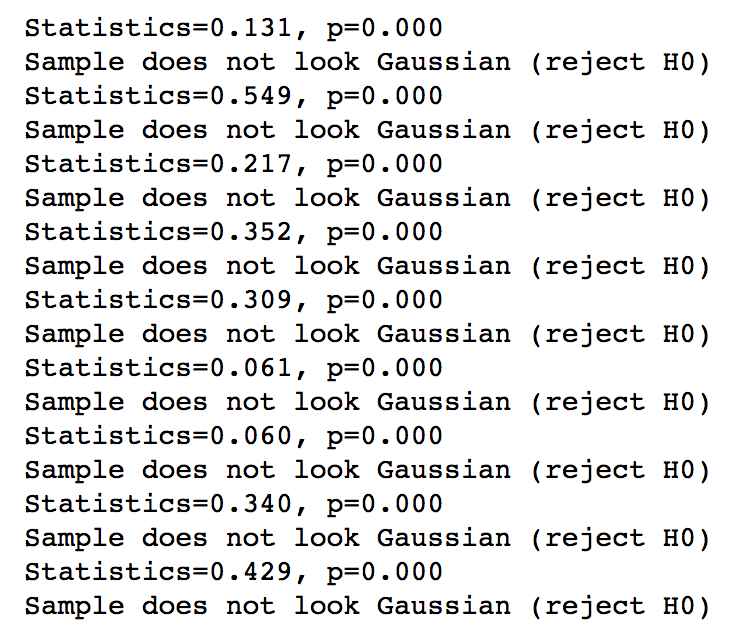 Statistics=0.131, p=0.000
Sample does not look Gaussian (reject H0)
Statistics=0.549, p=0.000
Sample does not look Gaussian (reject H0)
Statistics=0.217, p=0.000
Sample does not look Gaussian (reject H0)
Statistics=0.352, p=0.000
Sample does not look Gaussian (reject H0)
Statistics=0.309, p=0.000
Sample does not look Gaussian (reject H0)
Statistics=0.061, p=0.000
Sample does not look Gaussian (reject H0)
Statistics=0.060, p=0.000
Sample does not look Gaussian (reject H0)
Statistics=0.340, p=0.000
Sample does not look Gaussian (reject H0)
Statistics=0.429, p=0.000
Sample does not look Gaussian (reject H0)